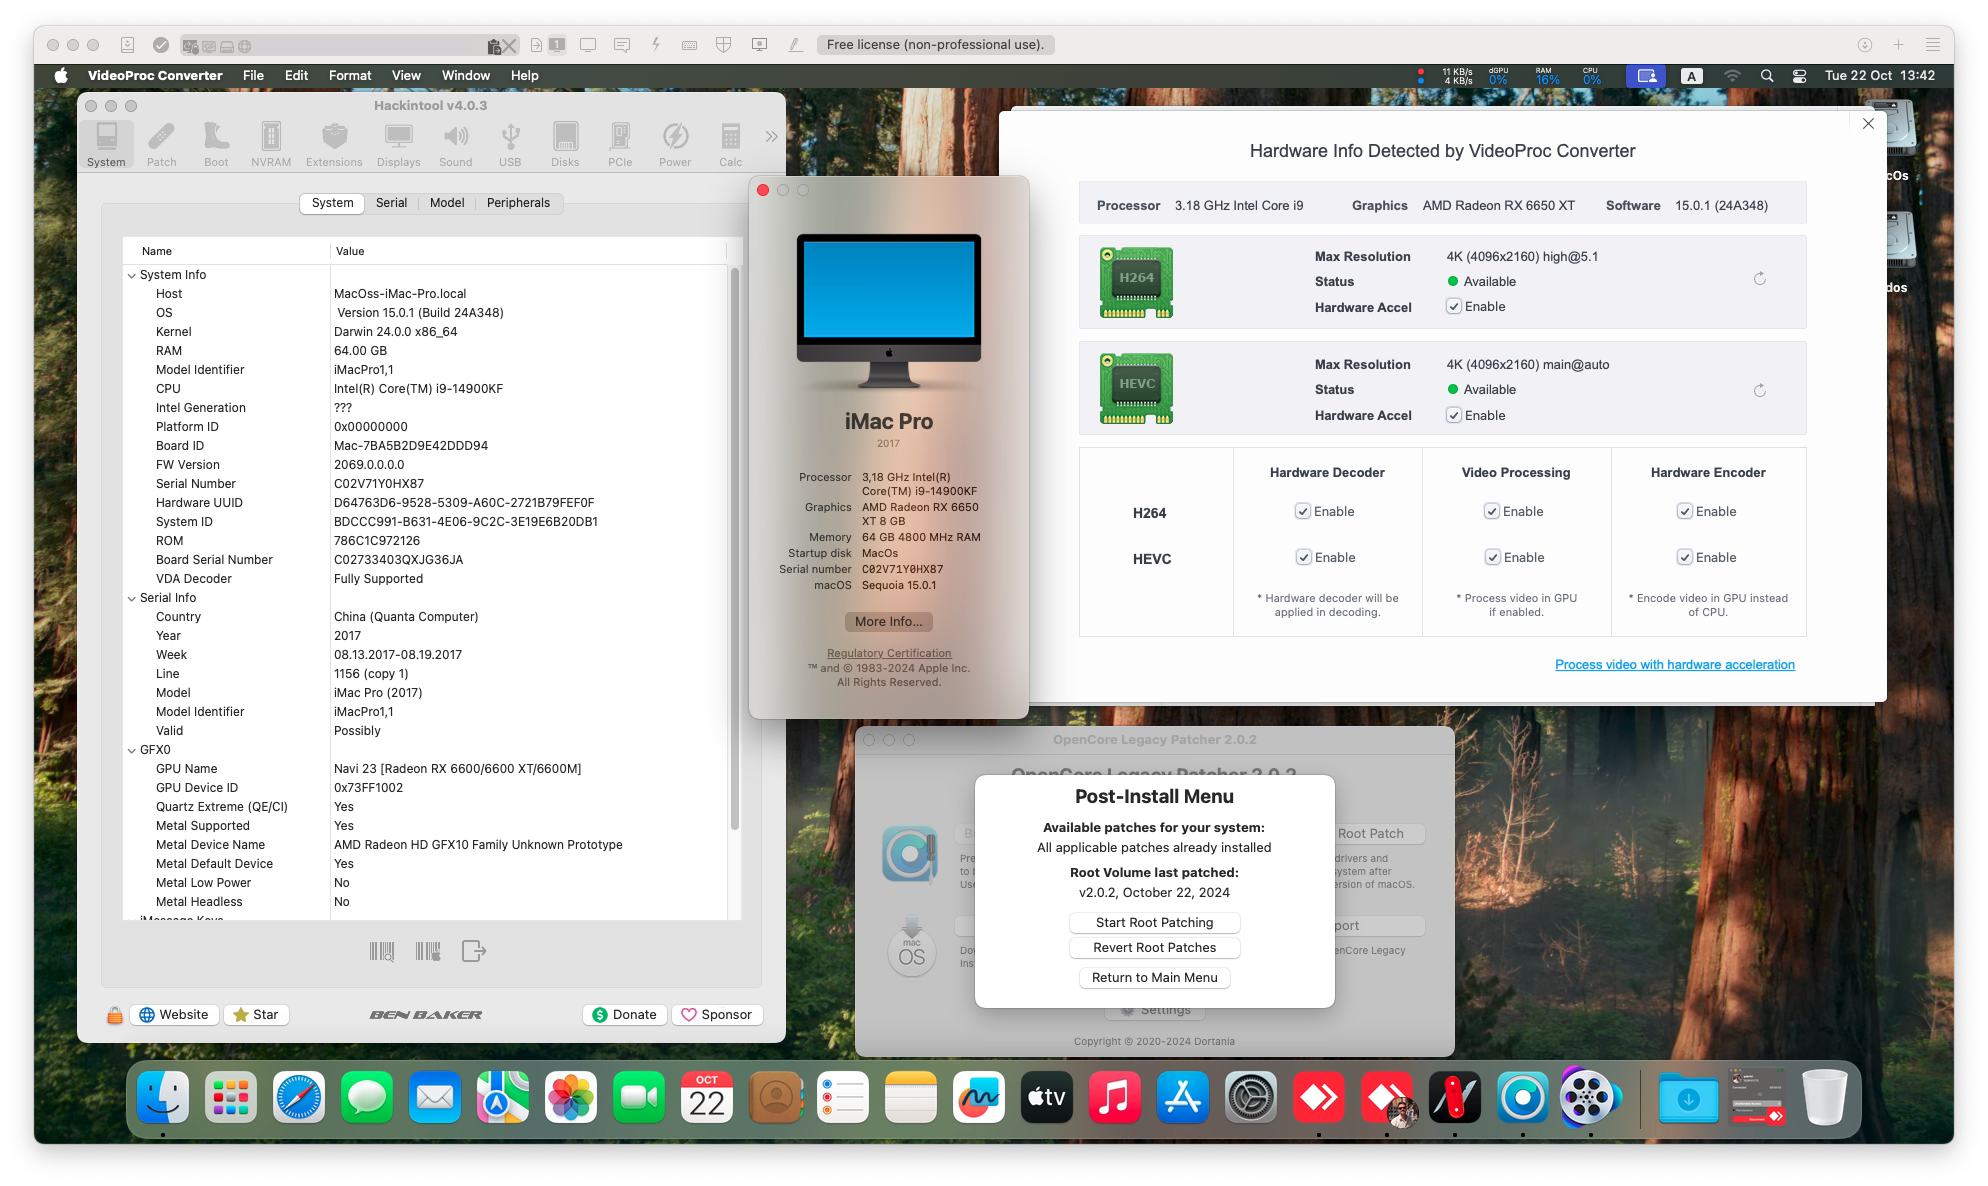 1
Free license (non-professional use).
VideoProc Converter File Edit Format View Window Help
11 KB/s
4 KB/s
dGPU
0%
RAM
16%
CPU
0%
A
Tue 22 Oct 13:42
Hackintool v4.0.3
System Patch Boot NVRAM Extensions Displays Sound USB Disks PCIe Power Calc
System Serial Model Peripherals
Name Value
System Info
Host MacOss-iMac-Pro.local
OS Version 15.0.1 (Build 24A348)
Kernel Darwin 24.0.0 x86_64
RAM 64.00 GB
Model Identifier iMacPro1,1
CPU Intel(R) Core(TM) i9-14900KF
Intel Generation ???
Platform ID 0x00000000
Board ID Mac-7BA5B2D9E42DDD94
FW Version 2069.0.0.0.0
Serial Number C02V71Y0HX87
Hardware UUID D64763D6-9528-5309-A60C-2721B79FEF0F
System ID BDCCC991-B631-4E06-9C2C-3E19E6B20DB1
ROM 786C1C972126
Board Serial Number C02733403QXJG36JA
VDA Decoder Fully Supported
Serial Info
Country China (Quanta Computer)
Year 2017
Week 08.13.2017-08.19.2017
Line 1156 (copy 1)
Model iMac Pro (2017)
Model Identifier iMacPro1,1
Valid Possibly
GFX0
GPU Name Navi 23 [Radeon RX 6600/6600 XT/6600M]
GPU Device ID 0x73FF1002
Quartz Extreme (QE/CI) Yes
Metal Supported Yes
Metal Device Name AMD Radeon HD GFX10 Family Unknown Prototype
Metal Default Device Yes
Metal Low Power No
Metal Headless No
iMessage Keys
Website Star BEN BAKER Donate Sponsor
iMac Pro
2017
Processor 3,18 GHz Intel(R)
Core(TM) i9-14900KF
Graphics AMD Radeon RX 6650
XT 8 GB
Memory 64 GB 4800 MHz RAM
Startup disk MacOs
Serial number C02V71Y0HX87
macOS Sequoia 15.0.1
More Info...
Regulatory Certification
™ and © 1983-2024 Apple Inc.
All Rights Reserved.
Hardware Info Detected by VideoProc Converter
Processor 3.18 GHz Intel Core i9 Graphics AMD Radeon RX 6650 XT Software 15.0.1 (24A348)
H264
Max Resolution 4K (4096x2160) high@5.1
Status Available
Hardware Accel Enable
HEVC
Max Resolution 4K (4096x2160) main@auto
Status Available
Hardware Accel Enable
Hardware Decoder Video Processing Hardware Encoder
H264 Enable Enable Enable
HEVC Enable Enable Enable
* Hardware decoder will be
applied in decoding.
* Process video in GPU
if enabled.
* Encode video in GPU instead
of CPU.
Process video with hardware acceleration
cOs
dos
OpenCore Legacy Patcher 2.0.2
OpenCore Legacy Patcher 2.0.2
Post-Install Menu
Available patches for your system:
All applicable patches already installed
Root Volume last patched:
v2.0.2, October 22, 2024
Start Root Patching
Revert Root Patches
Return to Main Menu
Root Patch
drivers and
system after
ersion of macOS.
port
enCore Legacy
mac
OS
Settings
Copyright © 2020-2024 Dortania
OCT
22
tv